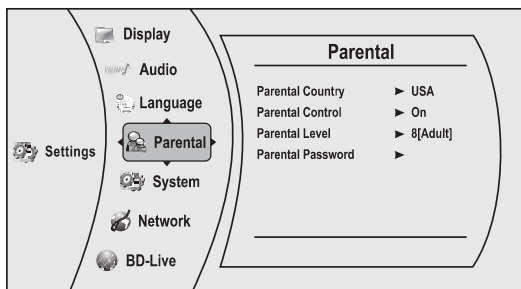 Settings
Display
Audio
Language
Parental
System
Network
BD-Live
Parental
Parental Country ► USA
Parental Control ► On
Parental Level ► 8[Adult]
Parental Password ►